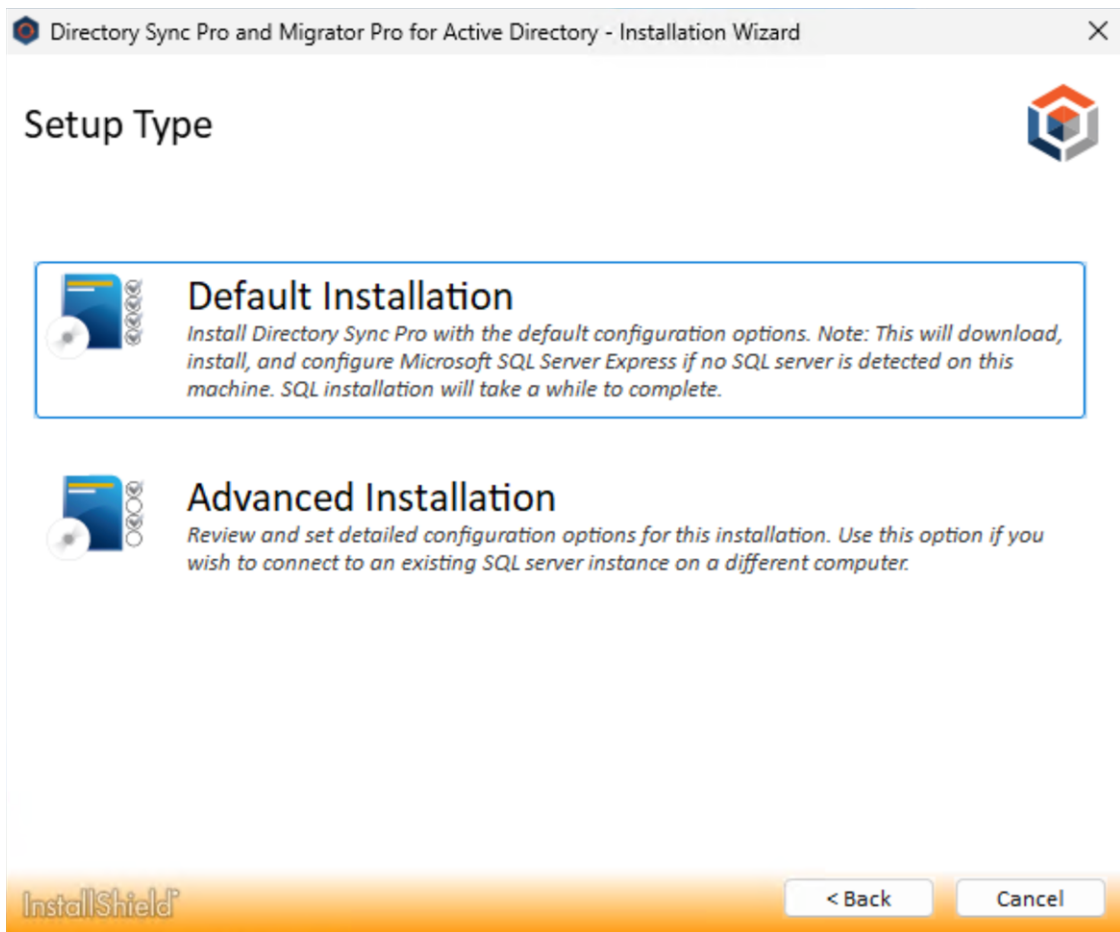 Directory Sync Pro and Migrator Pro for Active Directory - Installation Wizard
Setup Type
Default Installation
Install Directory Sync Pro with the default configuration options. Note: This will download,
install, and configure Microsoft SQL Server Express if no SQL server is detected on this
machine. SQL installation will take a while to complete.
Advanced Installation
Review and set detailed configuration options for this installation. Use this option if you
wish to connect to an existing SQL server instance on a different computer.
InstallShield
< Back
Cancel